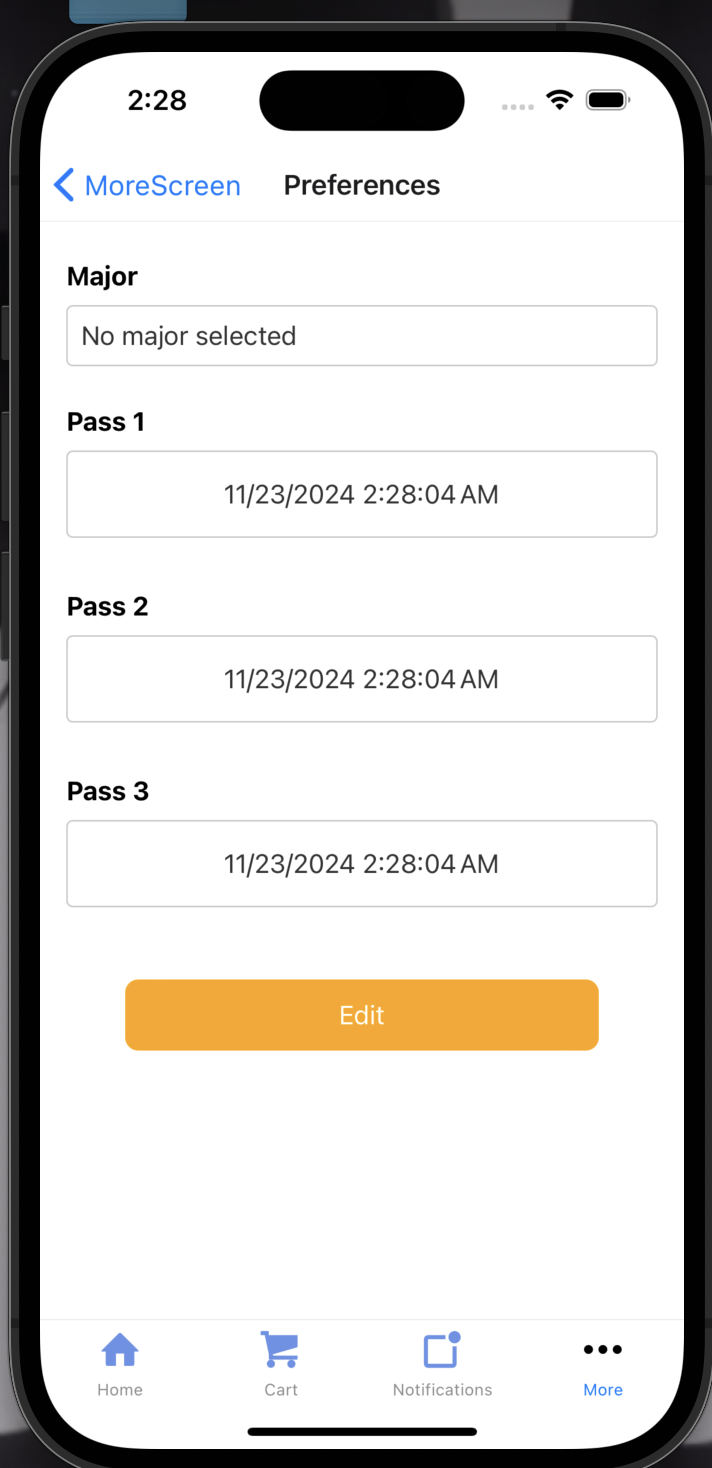 2:28
MoreScreen Preferences
Major
No major selected
Pass 1
11/23/2024 2:28:04 AM
Pass 2
11/23/2024 2:28:04 AM
Pass 3
11/23/2024 2:28:04 AM
Edit
Home Cart Notifications More